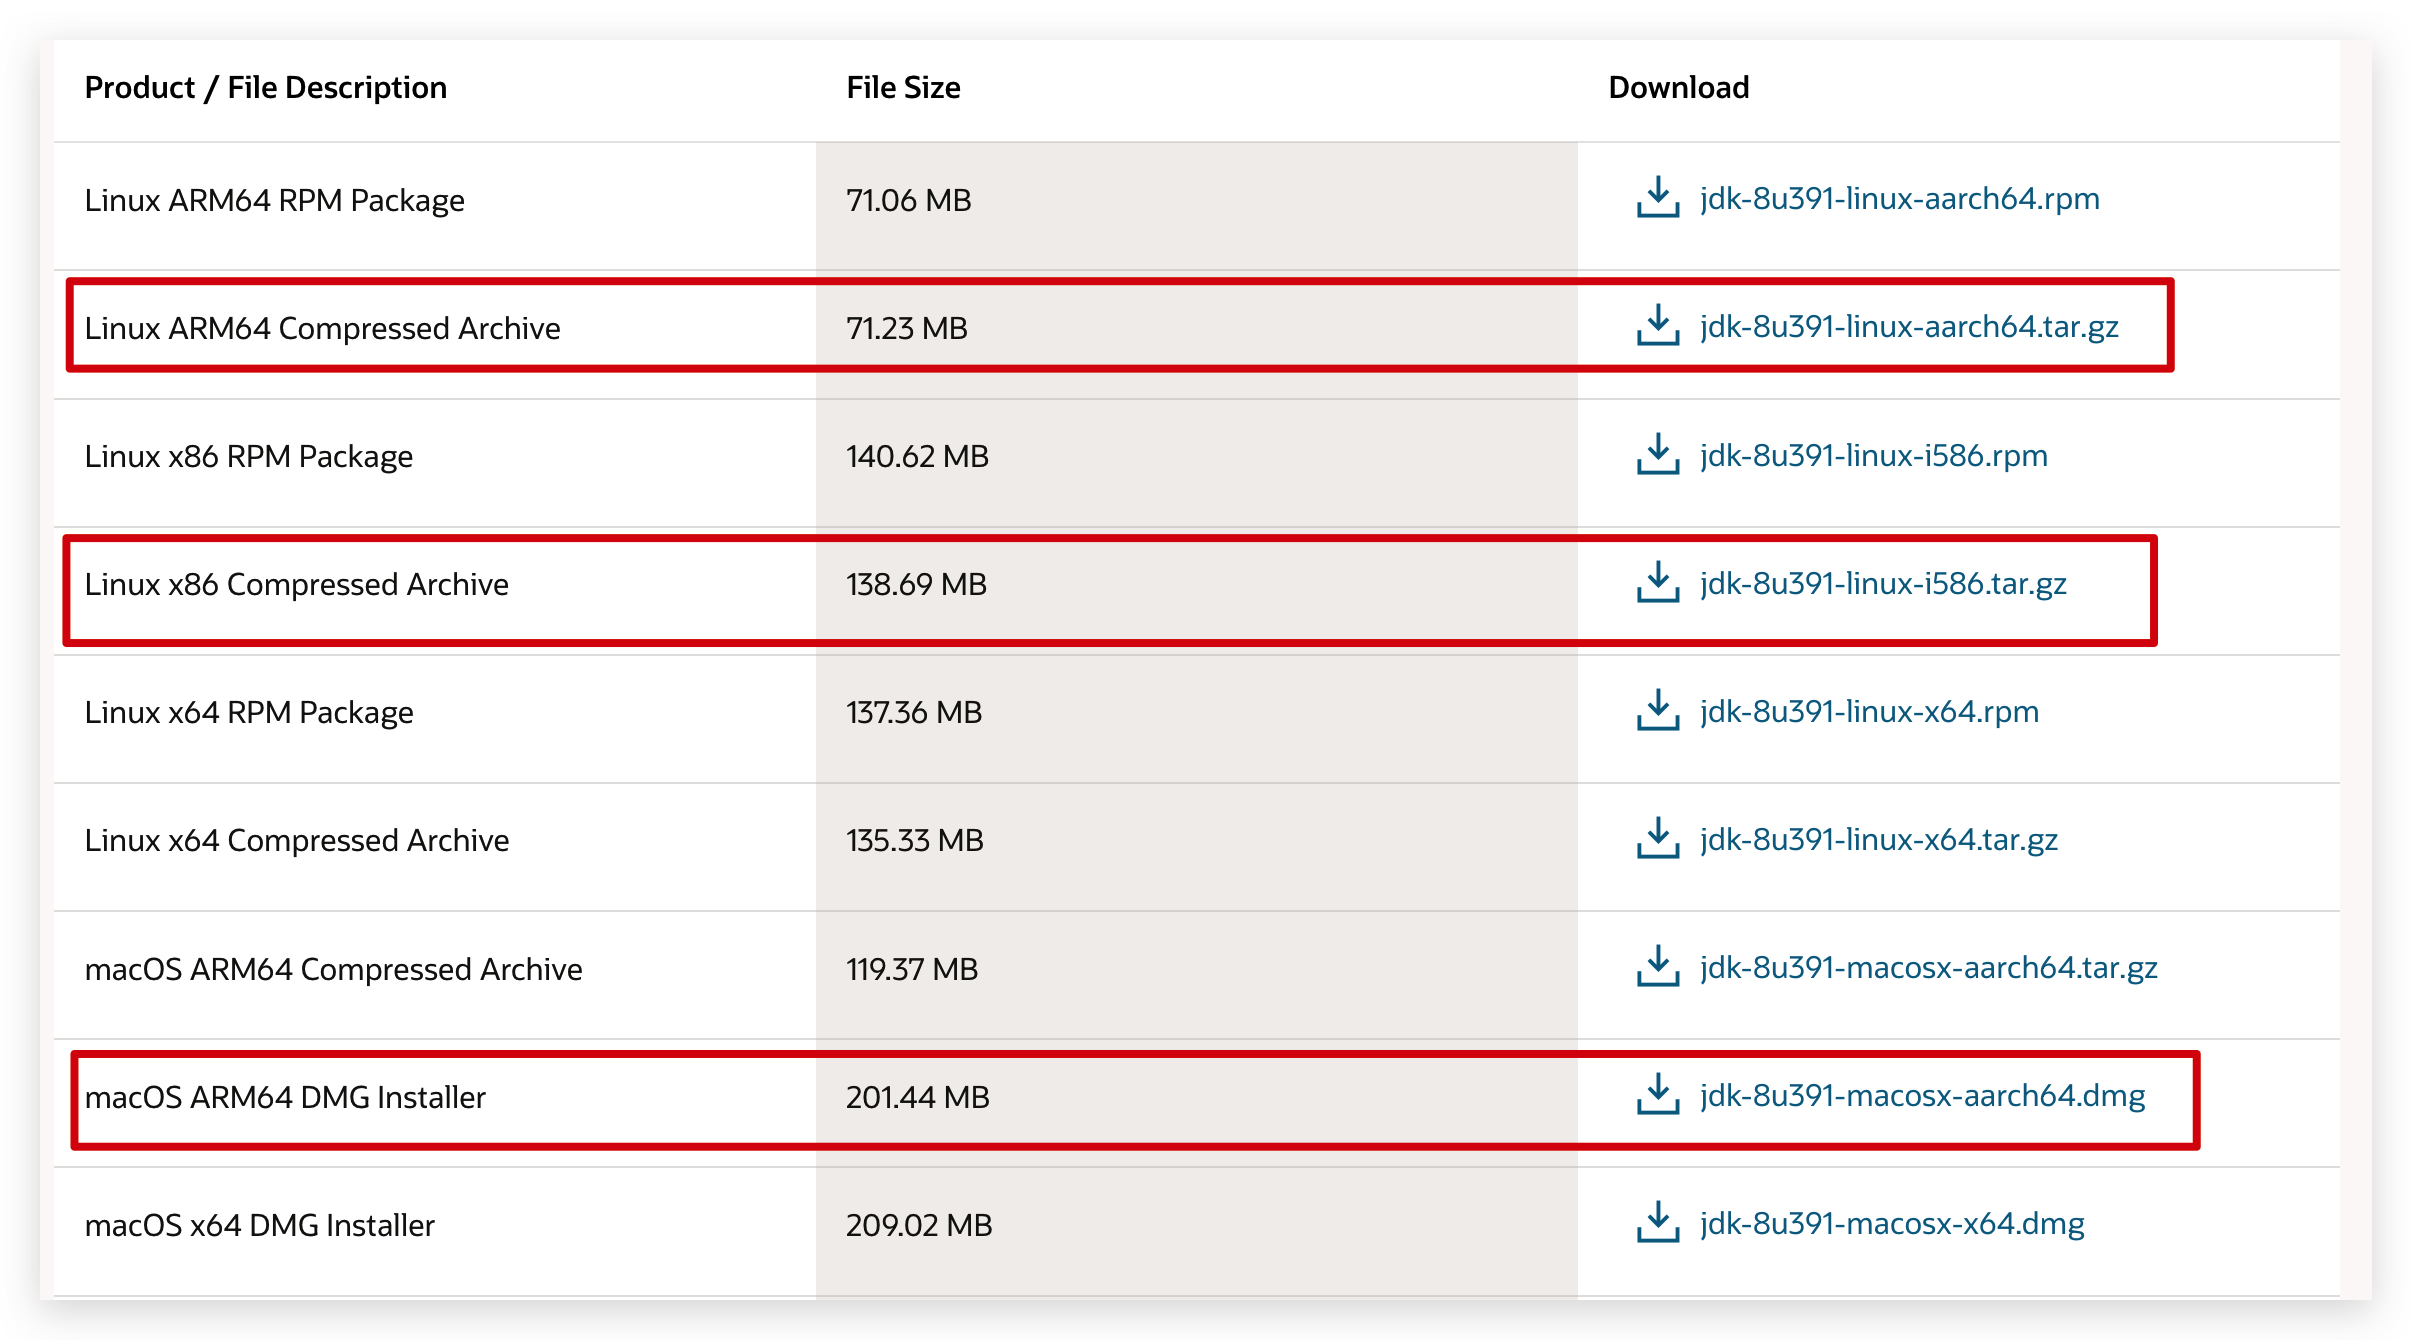 Product / File Description File Size Download
Linux ARM64 RPM Package 71.06 MB jdk-8u391-linux-aarch64.rpm
Linux ARM64 Compressed Archive 71.23 MB jdk-8u391-linux-aarch64.tar.gz
Linux x86 RPM Package 140.62 MB jdk-8u391-linux-i586.rpm
Linux x86 Compressed Archive 138.69 MB jdk-8u391-linux-i586.tar.gz
Linux x64 RPM Package 137.36 MB jdk-8u391-linux-x64.rpm
Linux x64 Compressed Archive 135.33 MB jdk-8u391-linux-x64.tar.gz
macOS ARM64 Compressed Archive 119.37 MB jdk-8u391-macosx-aarch64.tar.gz
macOS ARM64 DMG Installer 201.44 MB jdk-8u391-macosx-aarch64.dmg
macOS x64 DMG Installer 209.02 MB jdk-8u391-macosx-x64.dmg